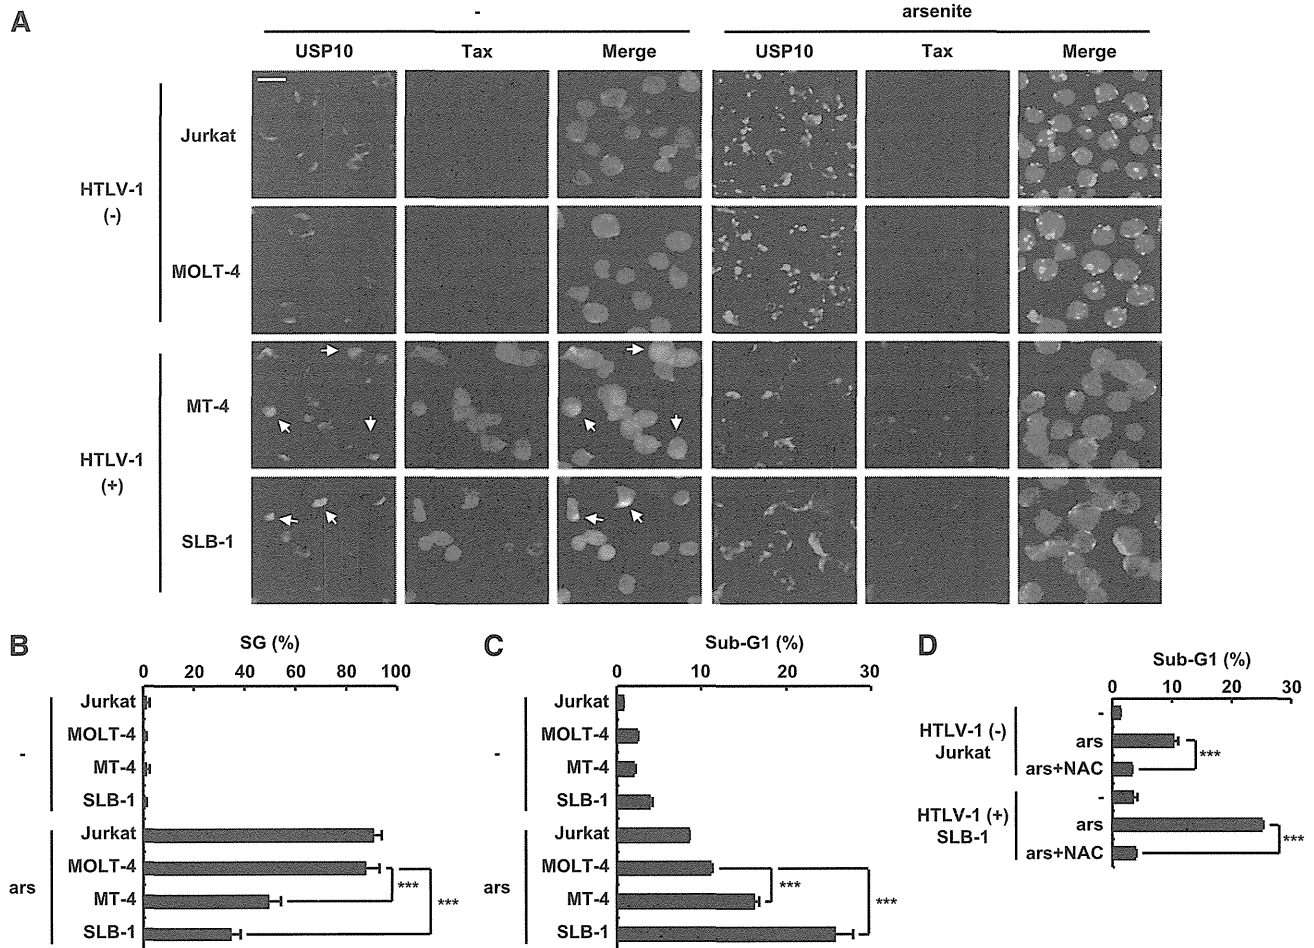 A
-
arsenite
USP10 Tax Merge USP10 Tax Merge
HTLV-1
(-)
Jurkat
MOLT-4
HTLV-1
(+)
MT-4
SLB-1
B
SG (%)
0 20 40 60 80 100
-
Jurkat
MOLT-4
MT-4
SLB-1
ars
Jurkat
MOLT-4
MT-4
SLB-1
***
***
C
Sub-G1 (%)
0 10 20 30
-
Jurkat
MOLT-4
MT-4
SLB-1
ars
Jurkat
MOLT-4
MT-4
SLB-1
***
***
D
Sub-G1 (%)
0 10 20 30
HTLV-1 (-)
Jurkat
-
ars
ars+NAC
***
HTLV-1 (+)
SLB-1
-
ars
ars+NAC
***